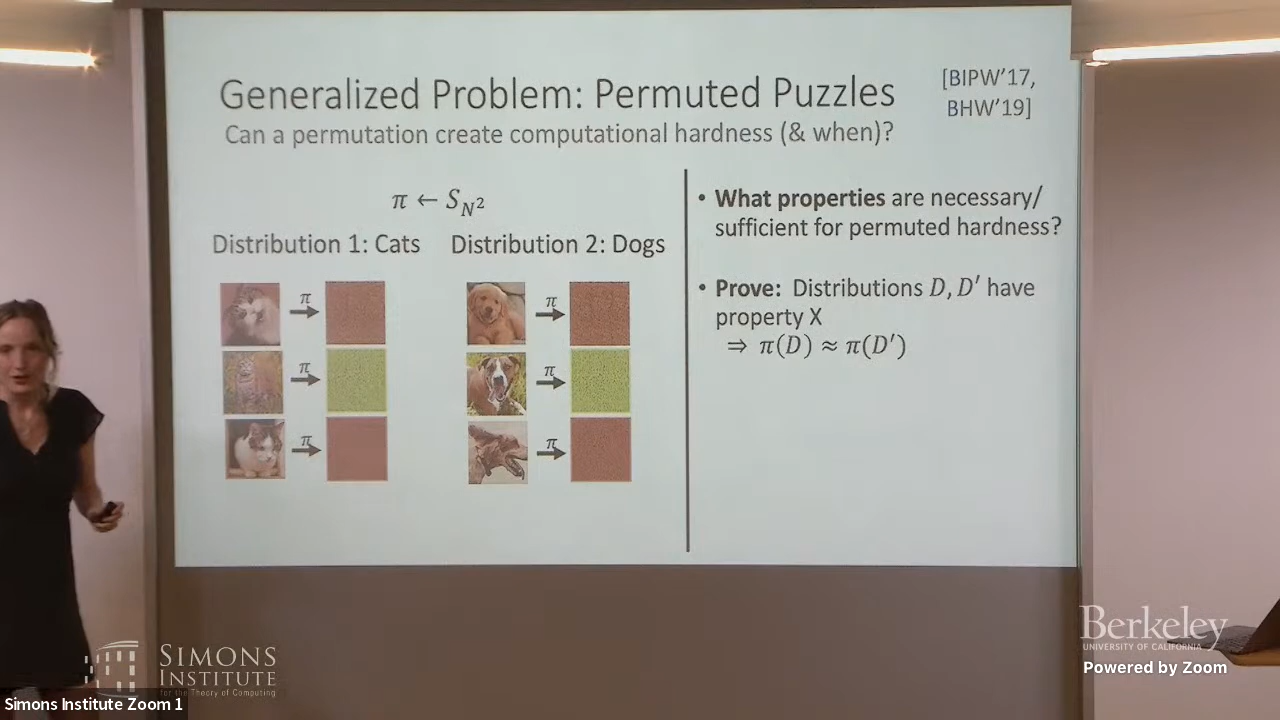 Generalized Problem: Permuted Puzzles
[BIPW'17,
BHW'19]
Can a permutation create computational hardness (& when)?
π ← S_{N²}
Distribution 1: Cats
Distribution 2: Dogs
π
π
π
π
π
π
• What properties are necessary/
sufficient for permuted hardness?
• Prove: Distributions D, D′ have
property X
⇒ π(D) ≈ π(D′)
SIMONS
INSTITUTE
for the Theory of Computing
Simons Institute Zoom 1
Berkeley
UNIVERSITY OF CALIFORNIA
Powered by Zoom